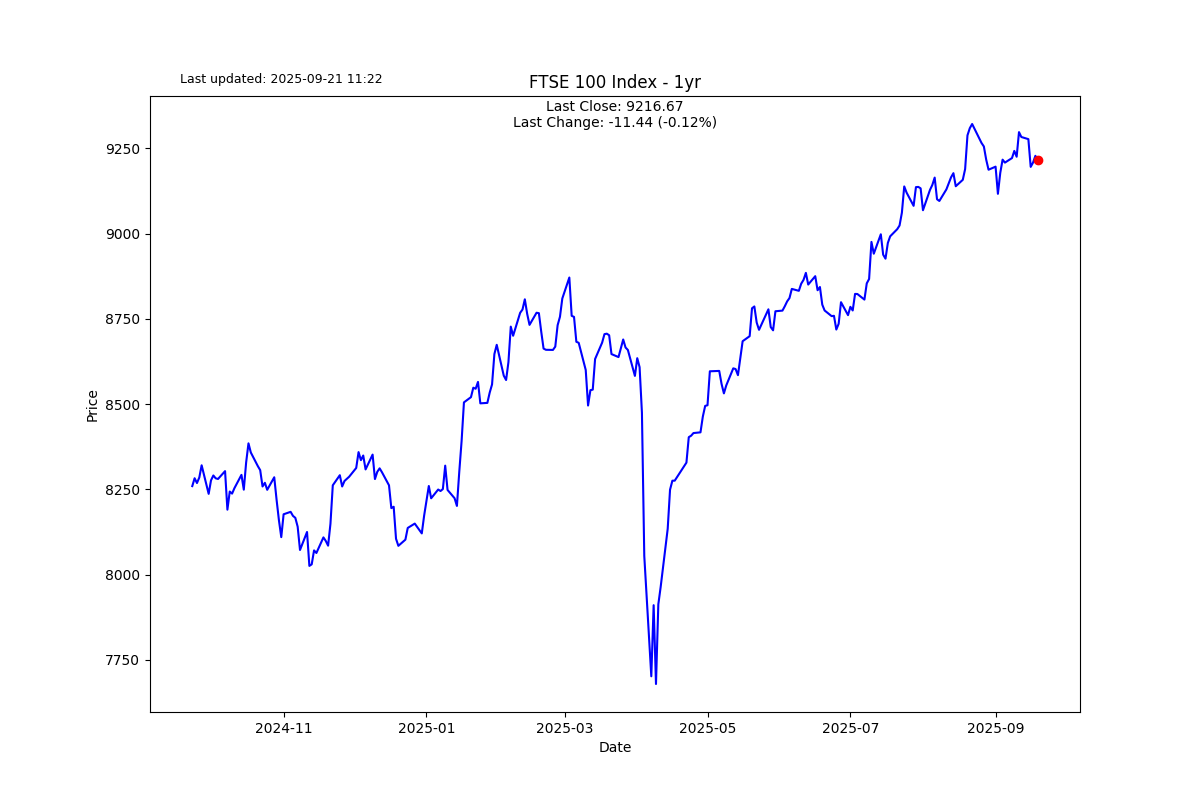 Last updated: 2025-09-21 11:22
FTSE 100 Index - 1yr
Last Close: 9216.67
Last Change: -11.44 (-0.12%)
9250
9000
8750
8500
8250
8000
7750
Price
2024-11 2025-01 2025-03 2025-05 2025-07 2025-09
Date